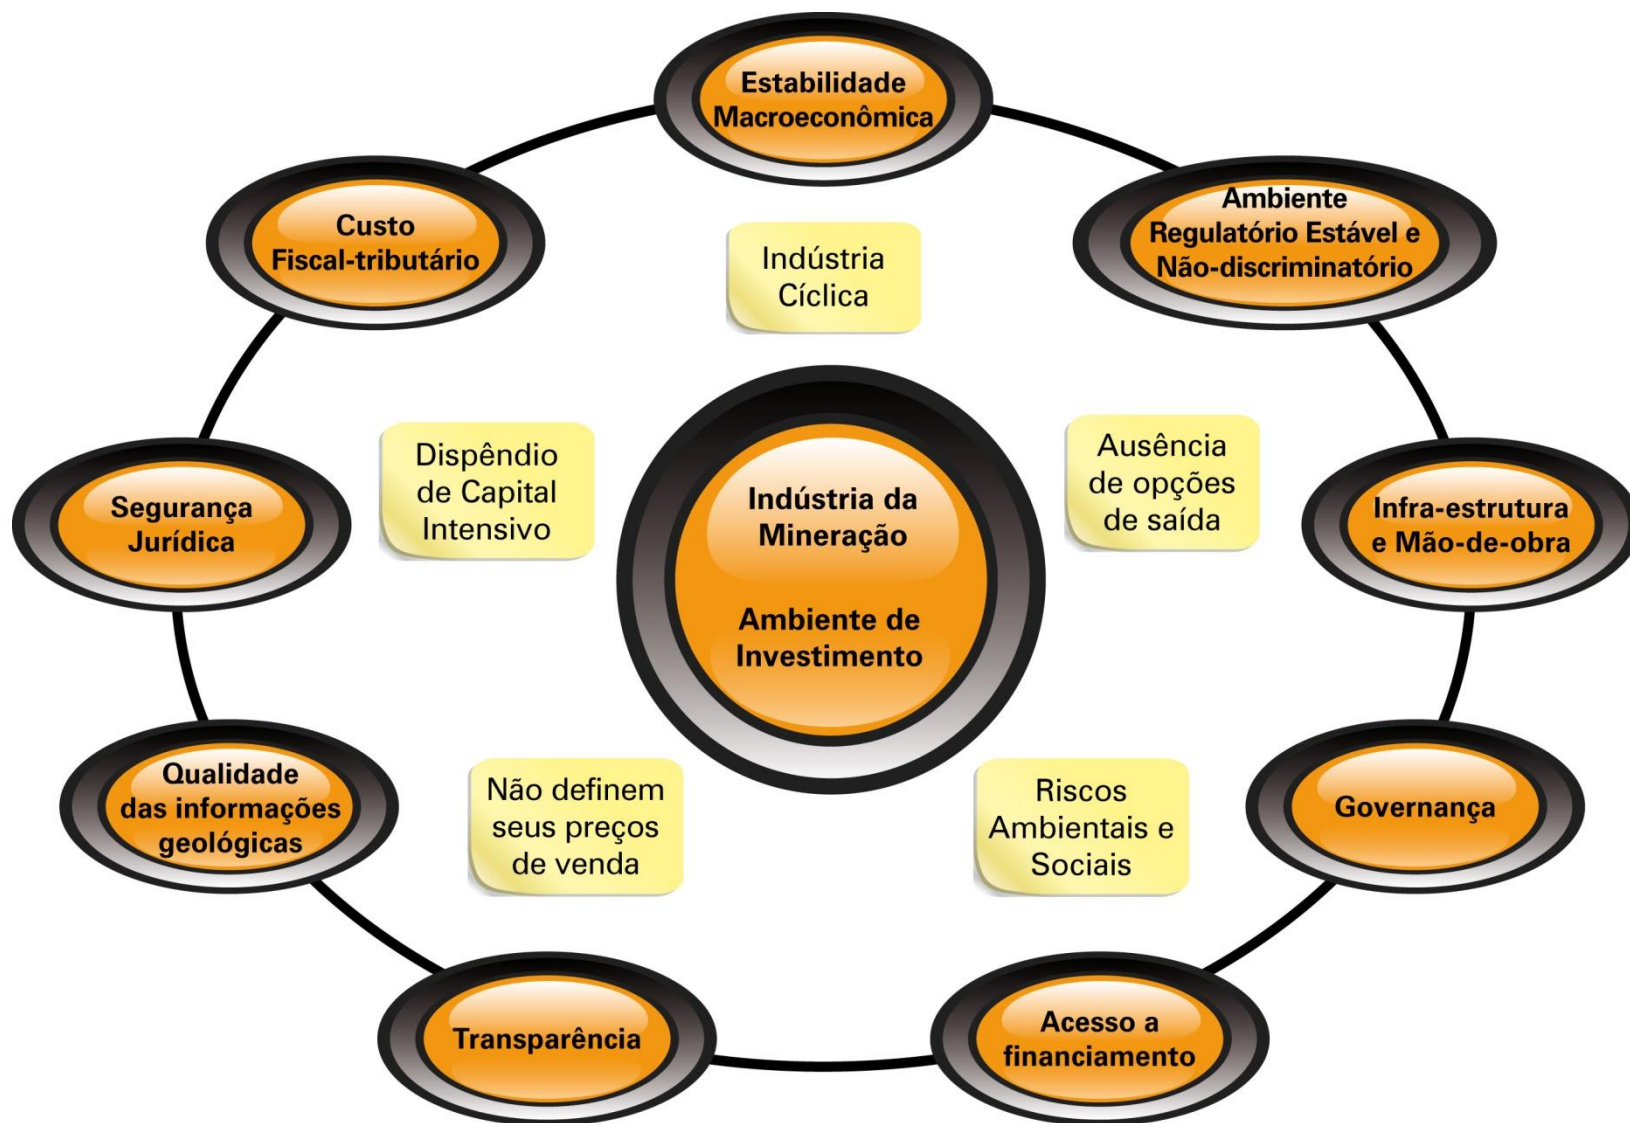 Estabilidade
Macroeconômica
Ambiente
Regulatório Estável e
Não-discriminatório
Custo
Fiscal-tributário
Indústria
Cíclica
Dispêndio
de Capital
Intensivo
Ausência
de opções
de saída
Segurança
Jurídica
Indústria da
Mineração
Ambiente de
Investimento
Infra-estrutura
e Mão-de-obra
Qualidade
das informações
geológicas
Não definem
seus preços
de venda
Riscos
Ambientais e
Sociais
Governança
Transparência
Acesso a
financiamento